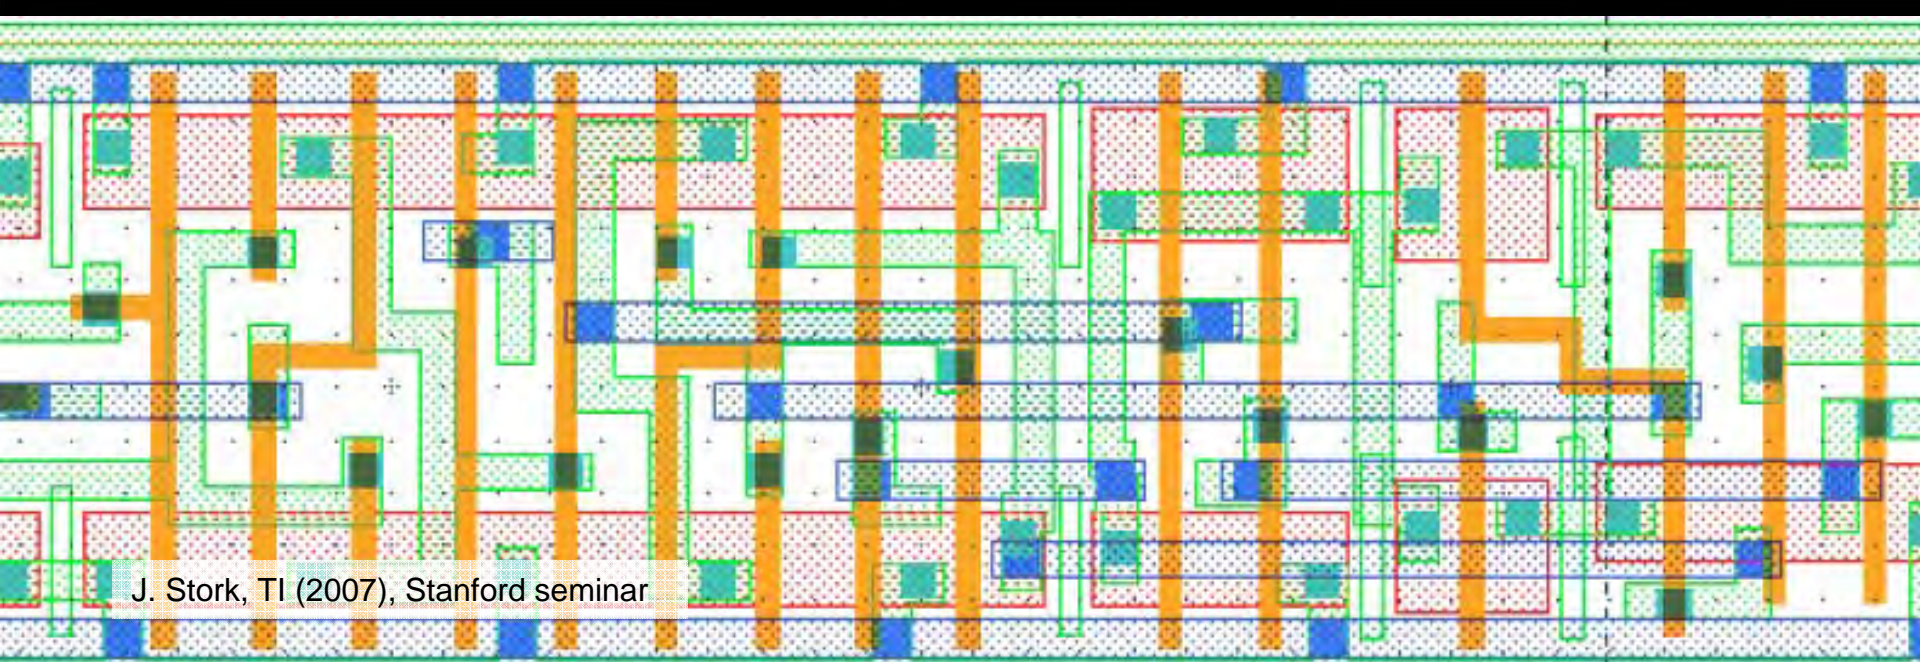 J. Stork, TI (2007), Stanford seminar